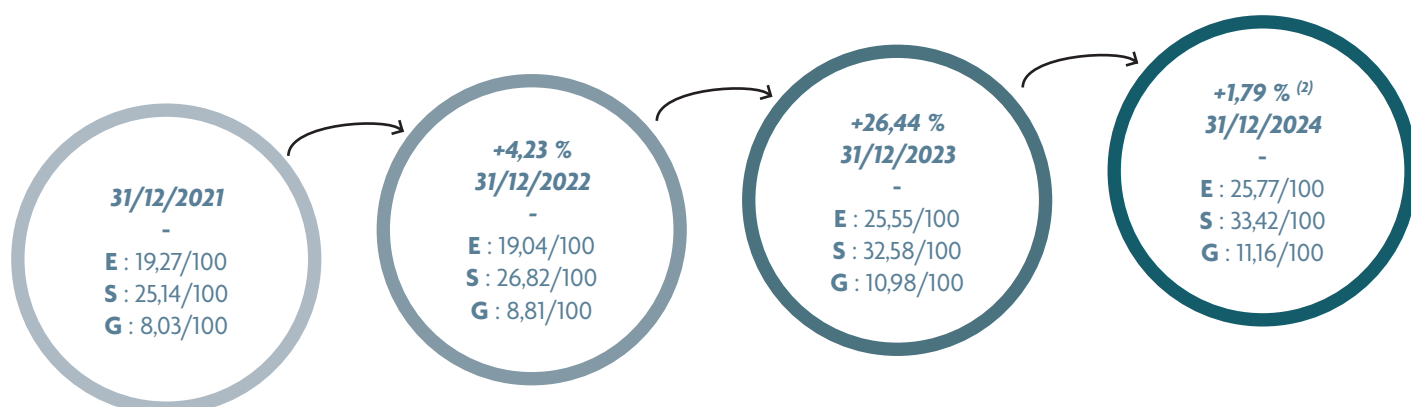 31/12/2021
-
E : 19,27/100
S : 25,14/100
G : 8,03/100
+4,23 %
31/12/2022
-
E : 19,04/100
S : 26,82/100
G : 8,81/100
+26,44 %
31/12/2023
-
E : 25,55/100
S : 32,58/100
G : 10,98/100
+1,79 % (2)
31/12/2024
-
E : 25,77/100
S : 33,42/100
G : 11,16/100